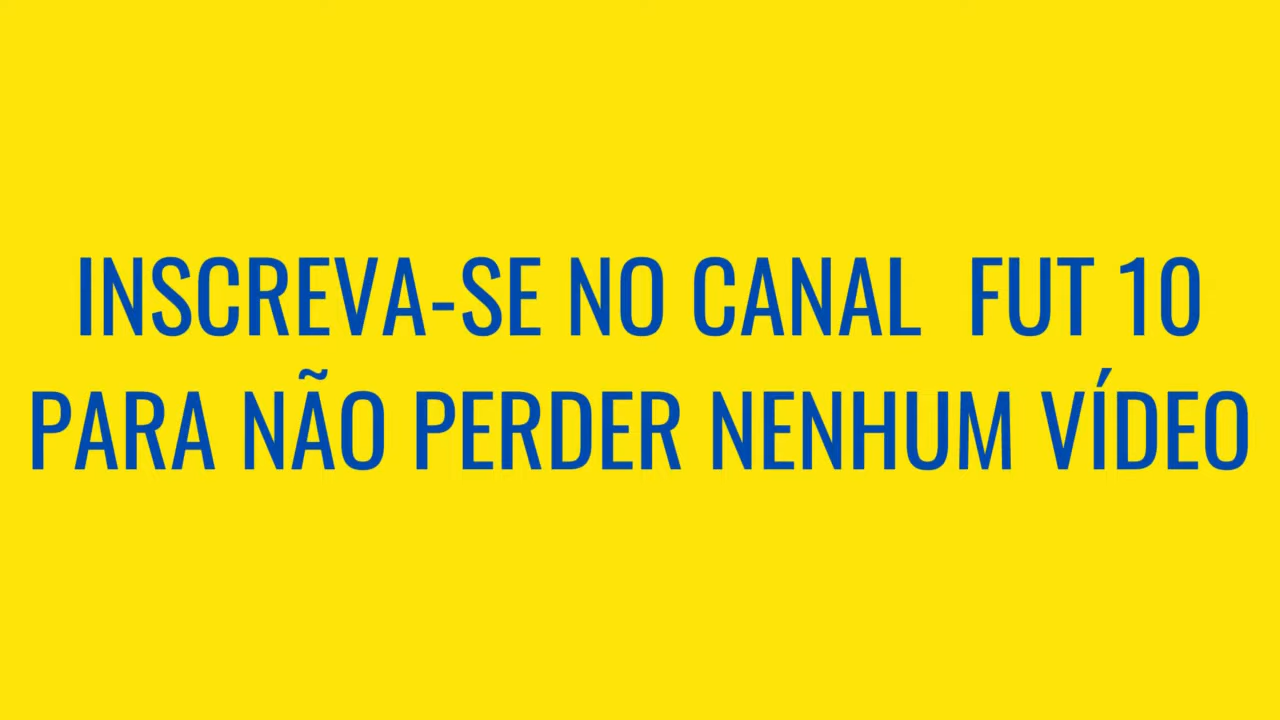 INSCREVA-SE NO CANAL  FUT 10
PARA NÃO PERDER NENHUM VÍDEO